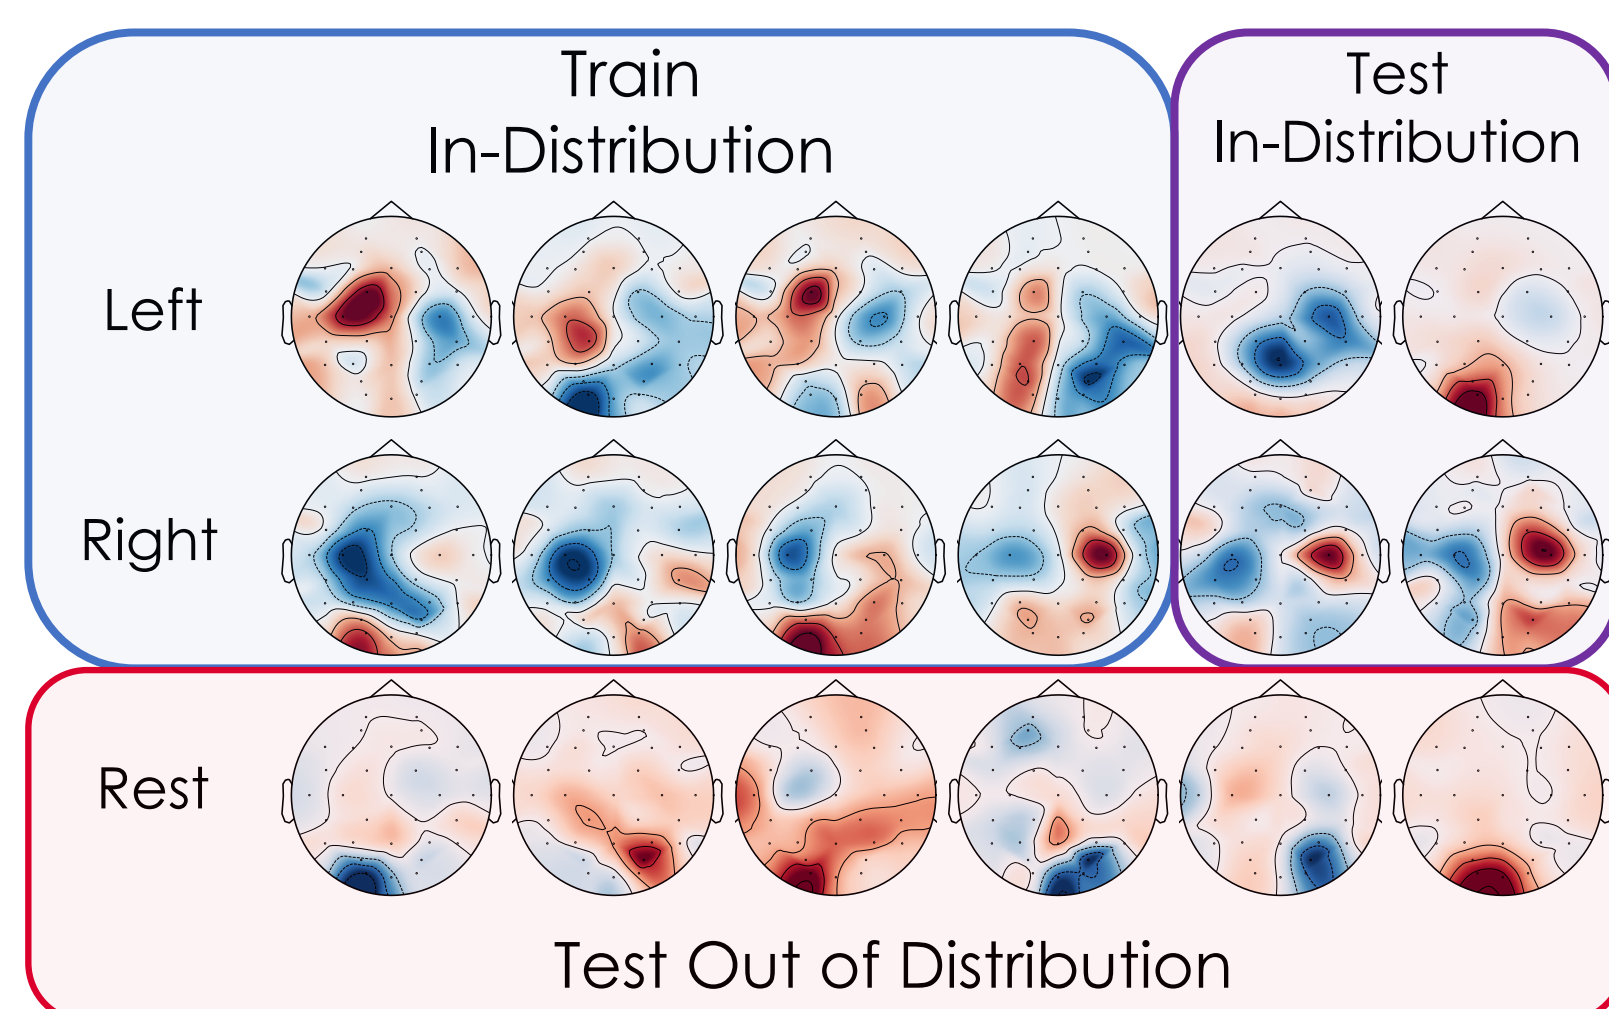 Train
In-Distribution
Test
In-Distribution
Left
Right
Rest
Test Out of Distribution